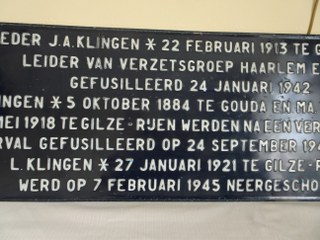 EDER J.A.KLINGEN * 22 FEBRUARI 1913 TE G
LEIDER VAN VERZETSGROEP HAARLEM E
GEFUSILLEERD 24 JANUARI 1942
INGEN * 5 OKTOBER 1884 TE GOUDA EN MA
MEI 1918 TE GILZE-RIJEN WERDEN NA EEN VER
RVAL GEFUSILLEERD OP 24 SEPTEMBER 194
L.KLINGEN * 27 JANUARI 1921 TE GILZE-R
WERD OP 7 FEBRUARI 1945 NEERGESCHO